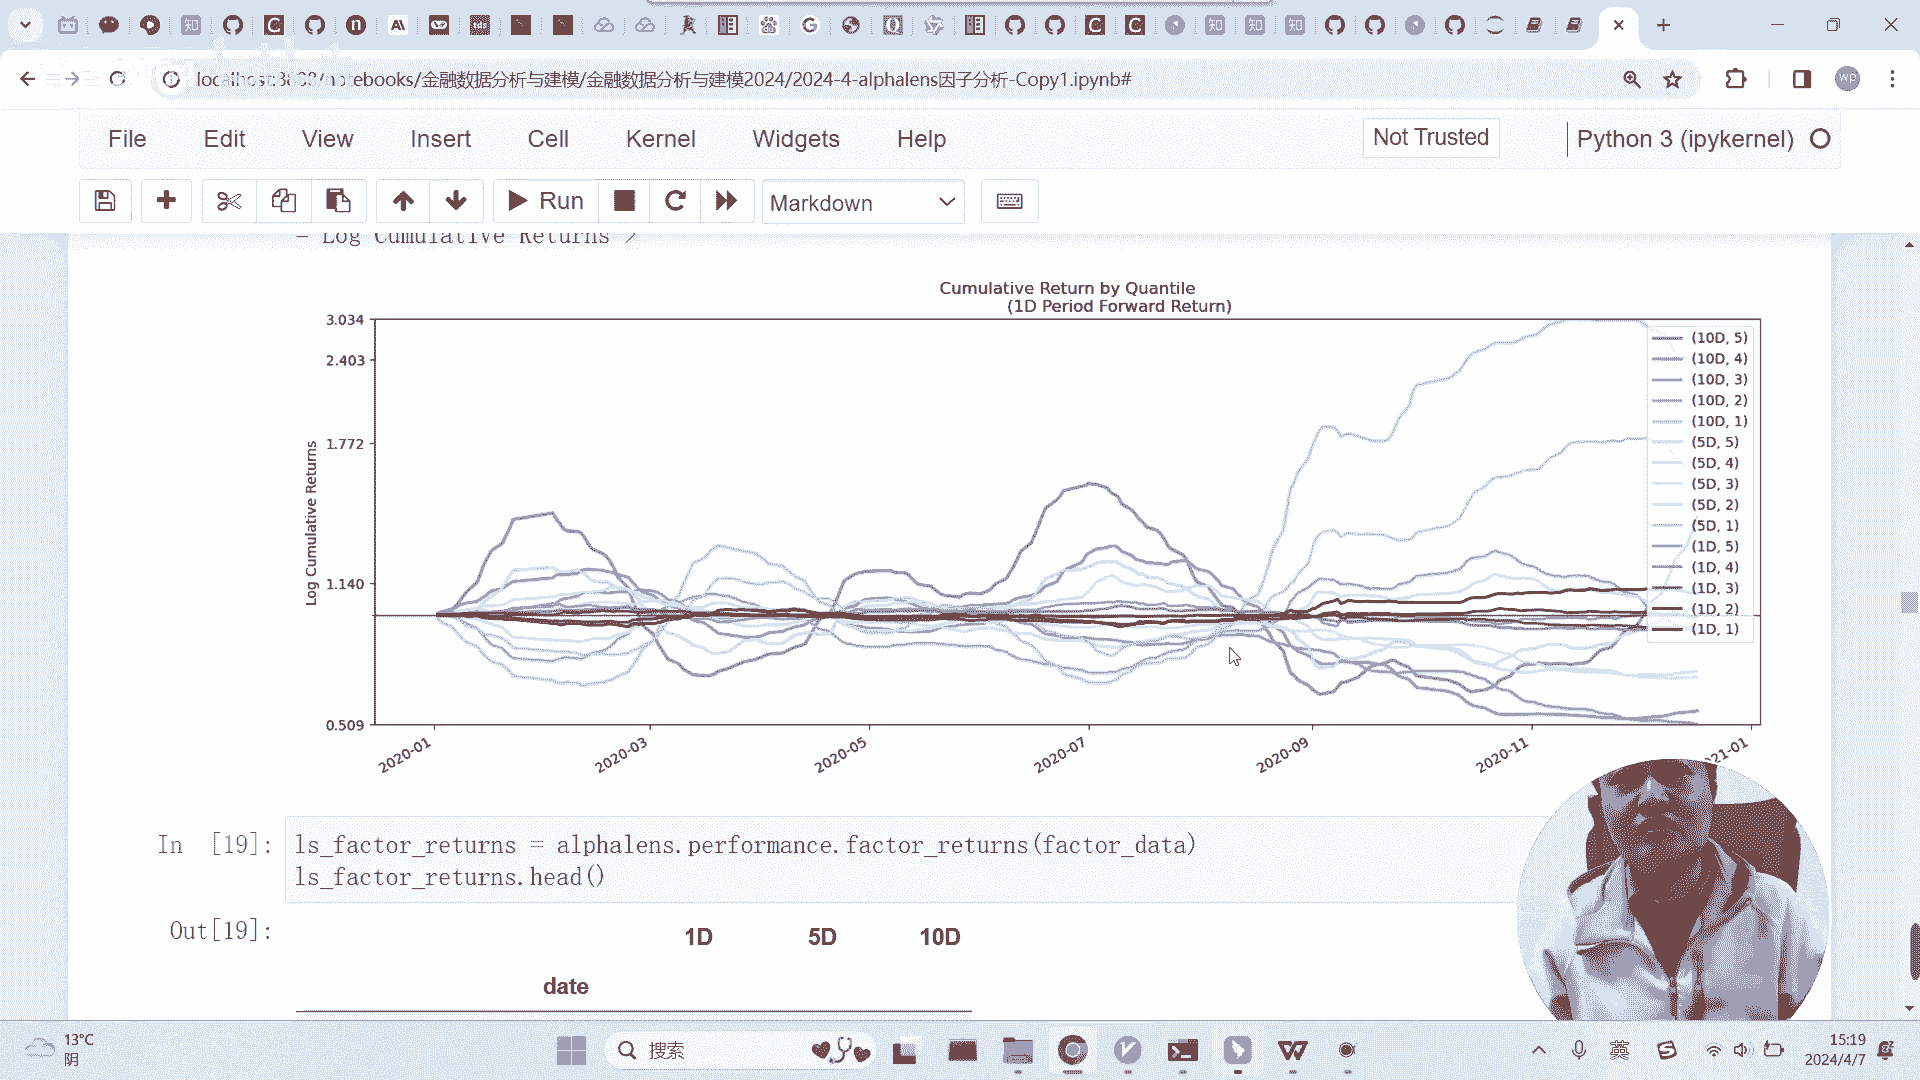 localhost:8888/notebooks/金融数据分析与建模/金融数据分析与建模2024/2024-4-alphalens因子分析-Copy1.ipynb#
wp
File Edit View Insert Cell Kernel Widgets Help Not Trusted Python 3 (ipykernel)
Run Markdown
- Log Cumulative Returns >
Cumulative Return by Quantile
(1D Period Forward Return)
Log Cumulative Returns
3.034
2.403
1.772
1.140
0.509
2020-01 2020-03 2020-05 2020-07 2020-09 2020-11 021-01
(10D, 5)
(10D, 4)
(10D, 3)
(10D, 2)
(10D, 1)
(5D, 5)
(5D, 4)
(5D, 3)
(5D, 2)
(5D, 1)
(1D, 5)
(1D, 4)
(1D, 3)
(1D, 2)
(1D, 1)
In [19]: ls_factor_returns = alphalens.performance.factor_returns(factor_data)
ls_factor_returns.head()
Out[19]:
1D 5D 10D
date
13°C
阴
搜索
英
15:19
2024/4/7